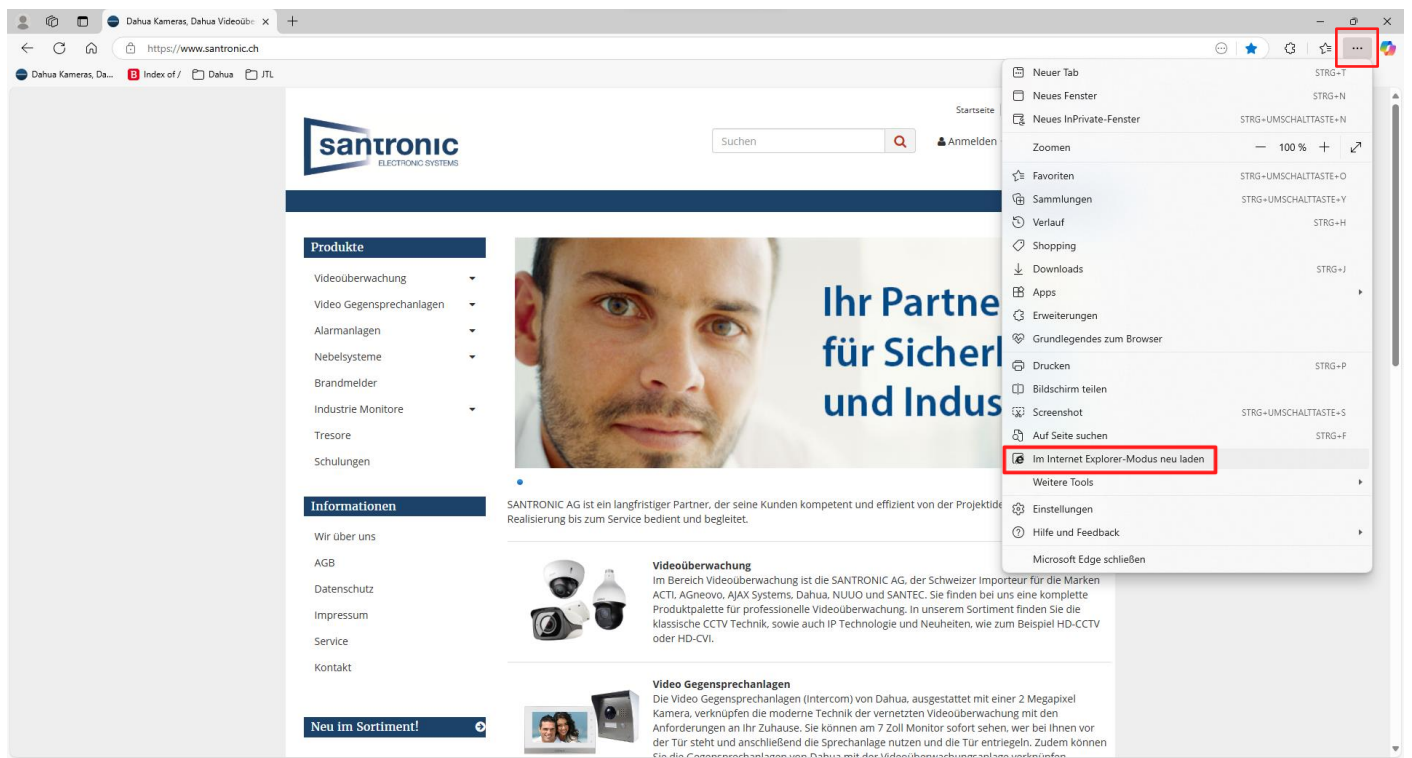 Dahua Kameras, Dahua Videoübe
https://www.santronic.ch
Dahua Kameras, Da...
Index of /
Dahua
JTL
santronic
ELECTRONIC SYSTEMS
Startseite
Suchen
Anmelden
Produkte
Videoüberwachung
Video Gegensprechanlagen
Alarmanlagen
Nebelsysteme
Brandmelder
Industrie Monitore
Tresore
Schulungen
Informationen
Wir über uns
AGB
Datenschutz
Impressum
Service
Kontakt
Neu im Sortiment!
Ihr Partne
für Sicherl
und Indus
SANTRONIC AG ist ein langfristiger Partner, der seine Kunden kompetent und effizient von der Projektide
Realisierung bis zum Service bedient und begleitet.
Videoüberwachung
Im Bereich Videoüberwachung ist die SANTRONIC AG, der Schweizer Importeur für die Marken
ACTI, AGneovo, AJAX Systems, Dahua, NUUO und SANTEC. Sie finden bei uns eine komplette
Produktpalette für professionelle Videoüberwachung. In unserem Sortiment finden Sie die
klassische CCTV Technik, sowie auch IP Technologie und Neuheiten, wie zum Beispiel HD-CCTV
oder HD-CVI.
Video Gegensprechanlagen
Die Video Gegensprechanlagen (Intercom) von Dahua, ausgestattet mit einer 2 Megapixel
Kamera, verknüpfen die moderne Technik der vernetzten Videoüberwachung mit den
Anforderungen an Ihr Zuhause. Sie können am 7 Zoll Monitor sofort sehen, wer bei Ihnen vor
der Tür steht und anschließend die Sprechanlage nutzen und die Tür entriegeln. Zudem können
Sie die Gegensprechanlagen von Dahua mit der Videoüberwachungsanlage verknüpfen
Neuer Tab STRG+T
Neues Fenster STRG+N
Neues InPrivate-Fenster STRG+UMSCHALTTASTE+N
Zoomen 100 %
Favoriten STRG+UMSCHALTTASTE+O
Sammlungen STRG+UMSCHALTTASTE+Y
Verlauf STRG+H
Shopping
Downloads STRG+J
Apps
Erweiterungen
Grundlegendes zum Browser
Drucken STRG+P
Bildschirm teilen
Screenshot STRG+UMSCHALTTASTE+S
Auf Seite suchen STRG+F
Im Internet Explorer-Modus neu laden
Weitere Tools
Einstellungen
Hilfe und Feedback
Microsoft Edge schließen